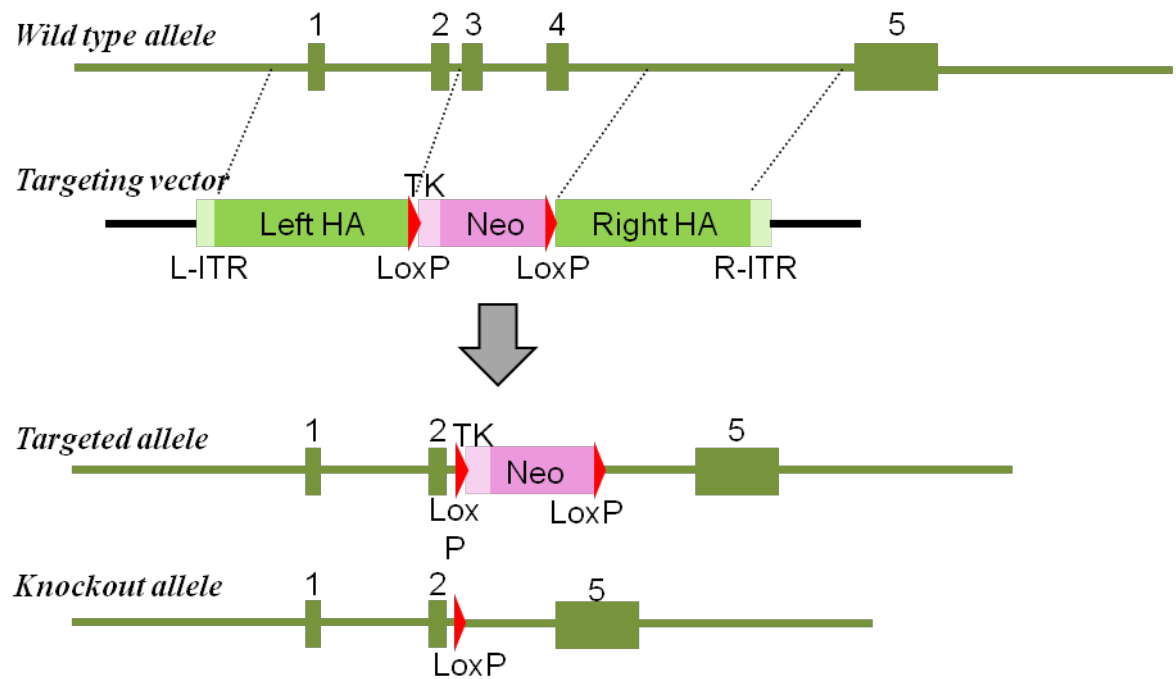 1 2 3 4 5
Wild type allele
Targeting vector
TK
Left HA Neo Right HA
L-ITR LoxP LoxP R-ITR
1 2 TK 5
Targeted allele
Neo
Lox LoxP
P
1 2 5
Knockout allele
LoxP